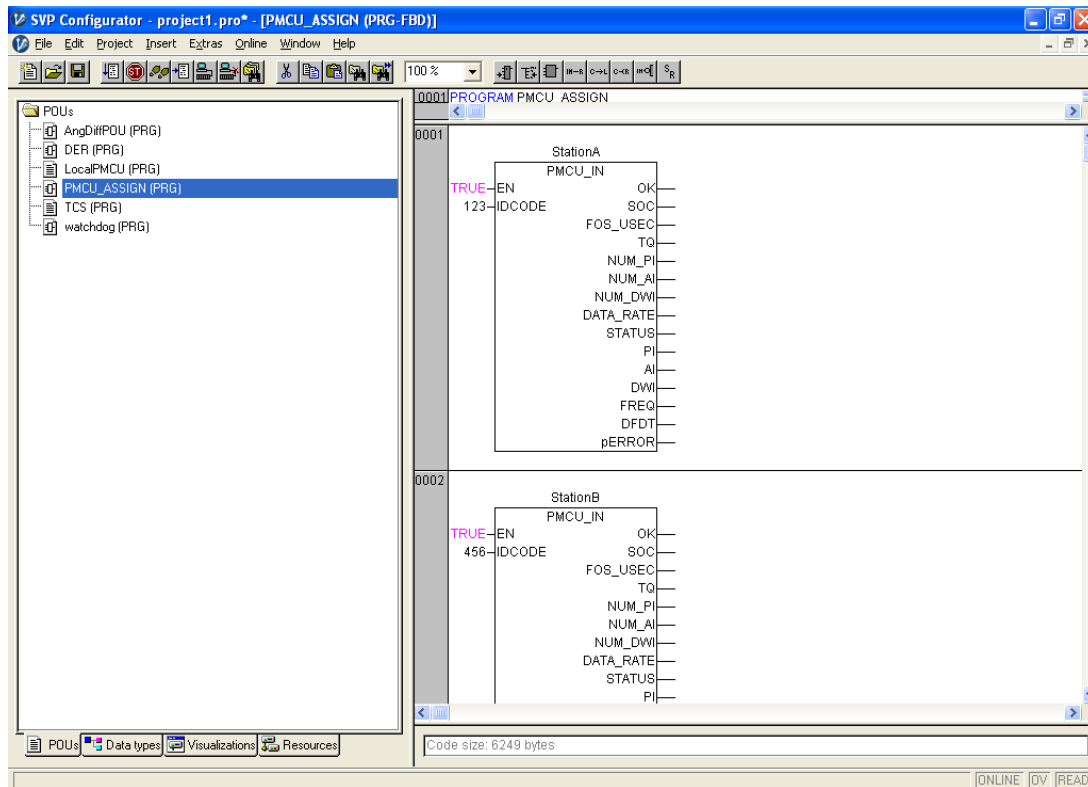 SVP Configurator - project1.pro* - [PMCU_ASSIGN (PRG-FBD)]
File Edit Project Insert Extras Online Window Help
100 %
POUs
AngDiffPOU (PRG)
DER (PRG)
LocalPMCU (PRG)
PMCU_ASSIGN (PRG)
TCS (PRG)
watchdog (PRG)
POUs Data types Visualizations Resources
0001 PROGRAM PMCU_ASSIGN
0001
StationA
PMCU_IN
TRUE EN OK
123 IDCODE SOC
FOS_USEC
TQ
NUM_PI
NUM_AI
NUM_DWI
DATA_RATE
STATUS
PI
AI
DWI
FREQ
DFDT
pERROR
0002
StationB
PMCU_IN
TRUE EN OK
456 IDCODE SOC
FOS_USEC
TQ
NUM_PI
NUM_AI
NUM_DWI
DATA_RATE
STATUS
PI
Code size: 6249 bytes
ONLINE OV READ